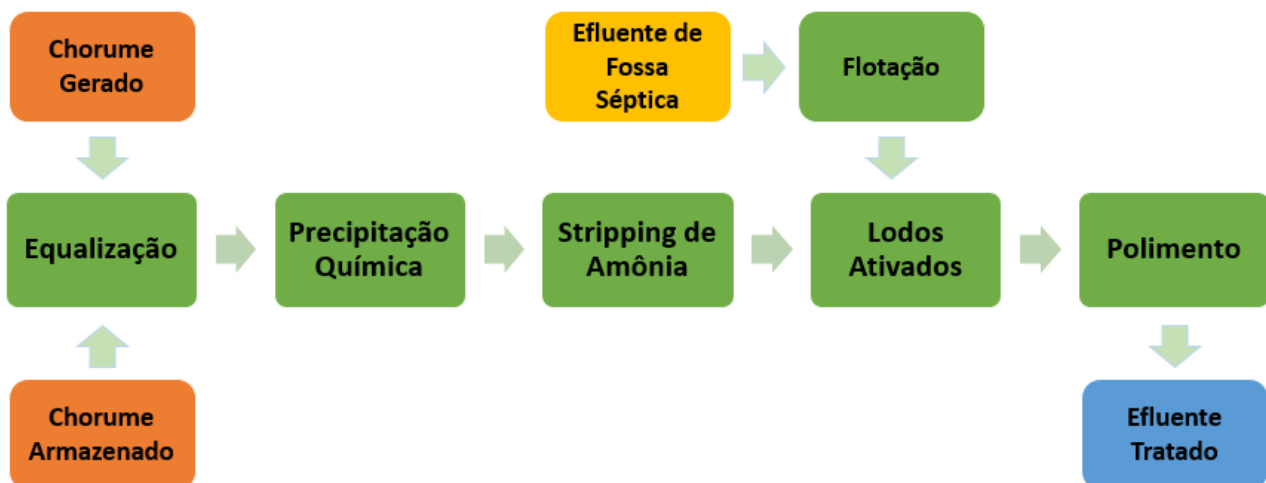 Chorume
Gerado
Efluente de
Fossa
Séptica
Flotação
Equalização
Precipitação
Química
Stripping de
Amônia
Lodos
Ativados
Polimento
Chorume
Armazenado
Efluente
Tratado